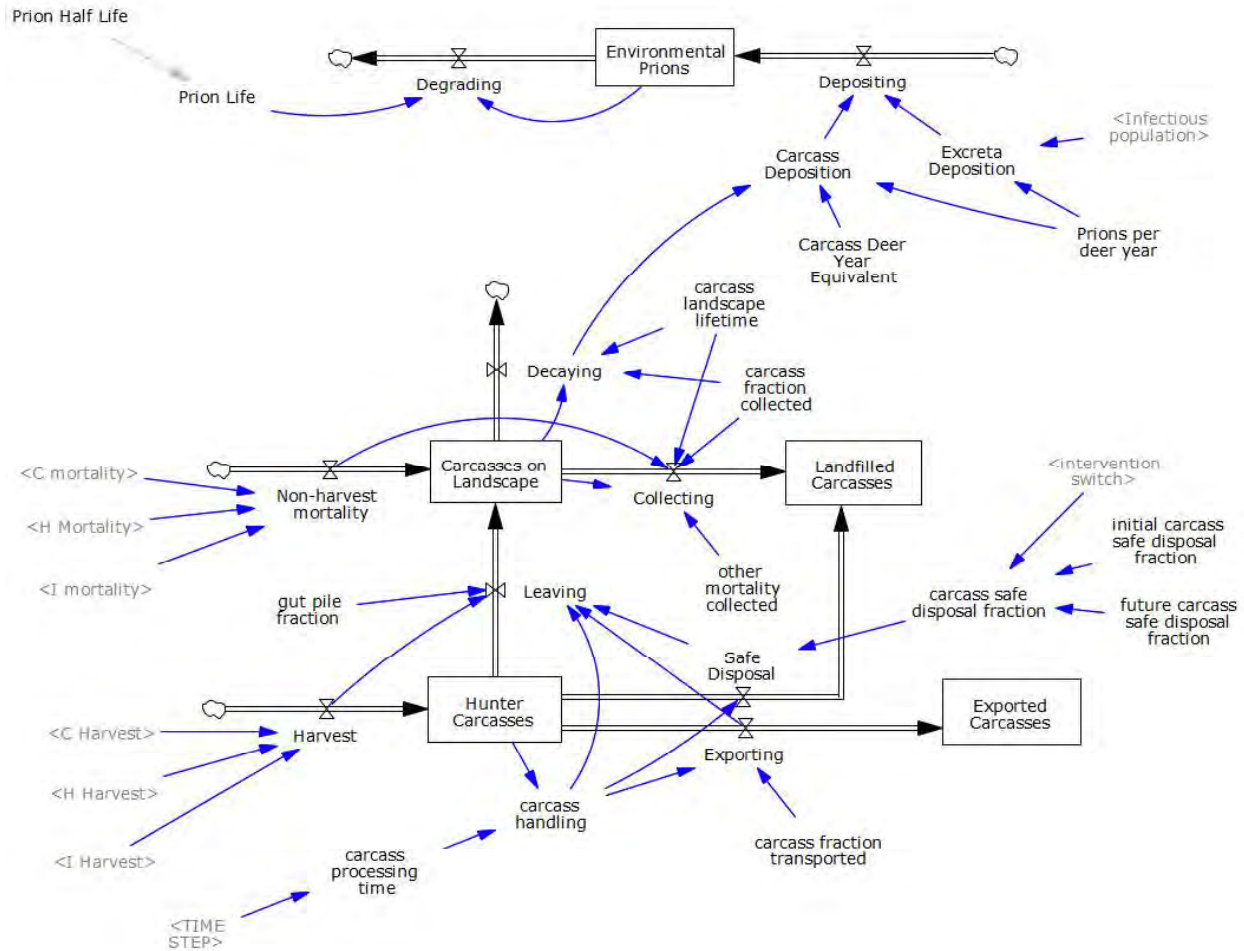 Prion Half Life
Environmental
Prions
Degrading
Depositing
Prion Life
<Infectious
population>
Carcass
Deposition
Excreta
Deposition
Carcass Deer
Year
Equivalent
Prions per
deer year
carcass
landscape
lifetime
Decaying
carcass
fraction
collected
<C mortality>
Carcasses on
Landscape
Landfilled
Carcasses
<intervention
switch>
Non-harvest
mortality
Collecting
<H Mortality>
initial carcass
safe disposal
fraction
<I mortality>
gut pile
fraction
Leaving
other
mortality
collected
carcass safe
disposal fraction
future carcass
safe disposal
fraction
Safe
Disposal
Hunter
Carcasses
Exported
Carcasses
<C Harvest>
Harvest
Exporting
<H Harvest>
carcass
handling
<I Harvest>
carcass
processing
time
carcass fraction
transported
<TIME
STEP>